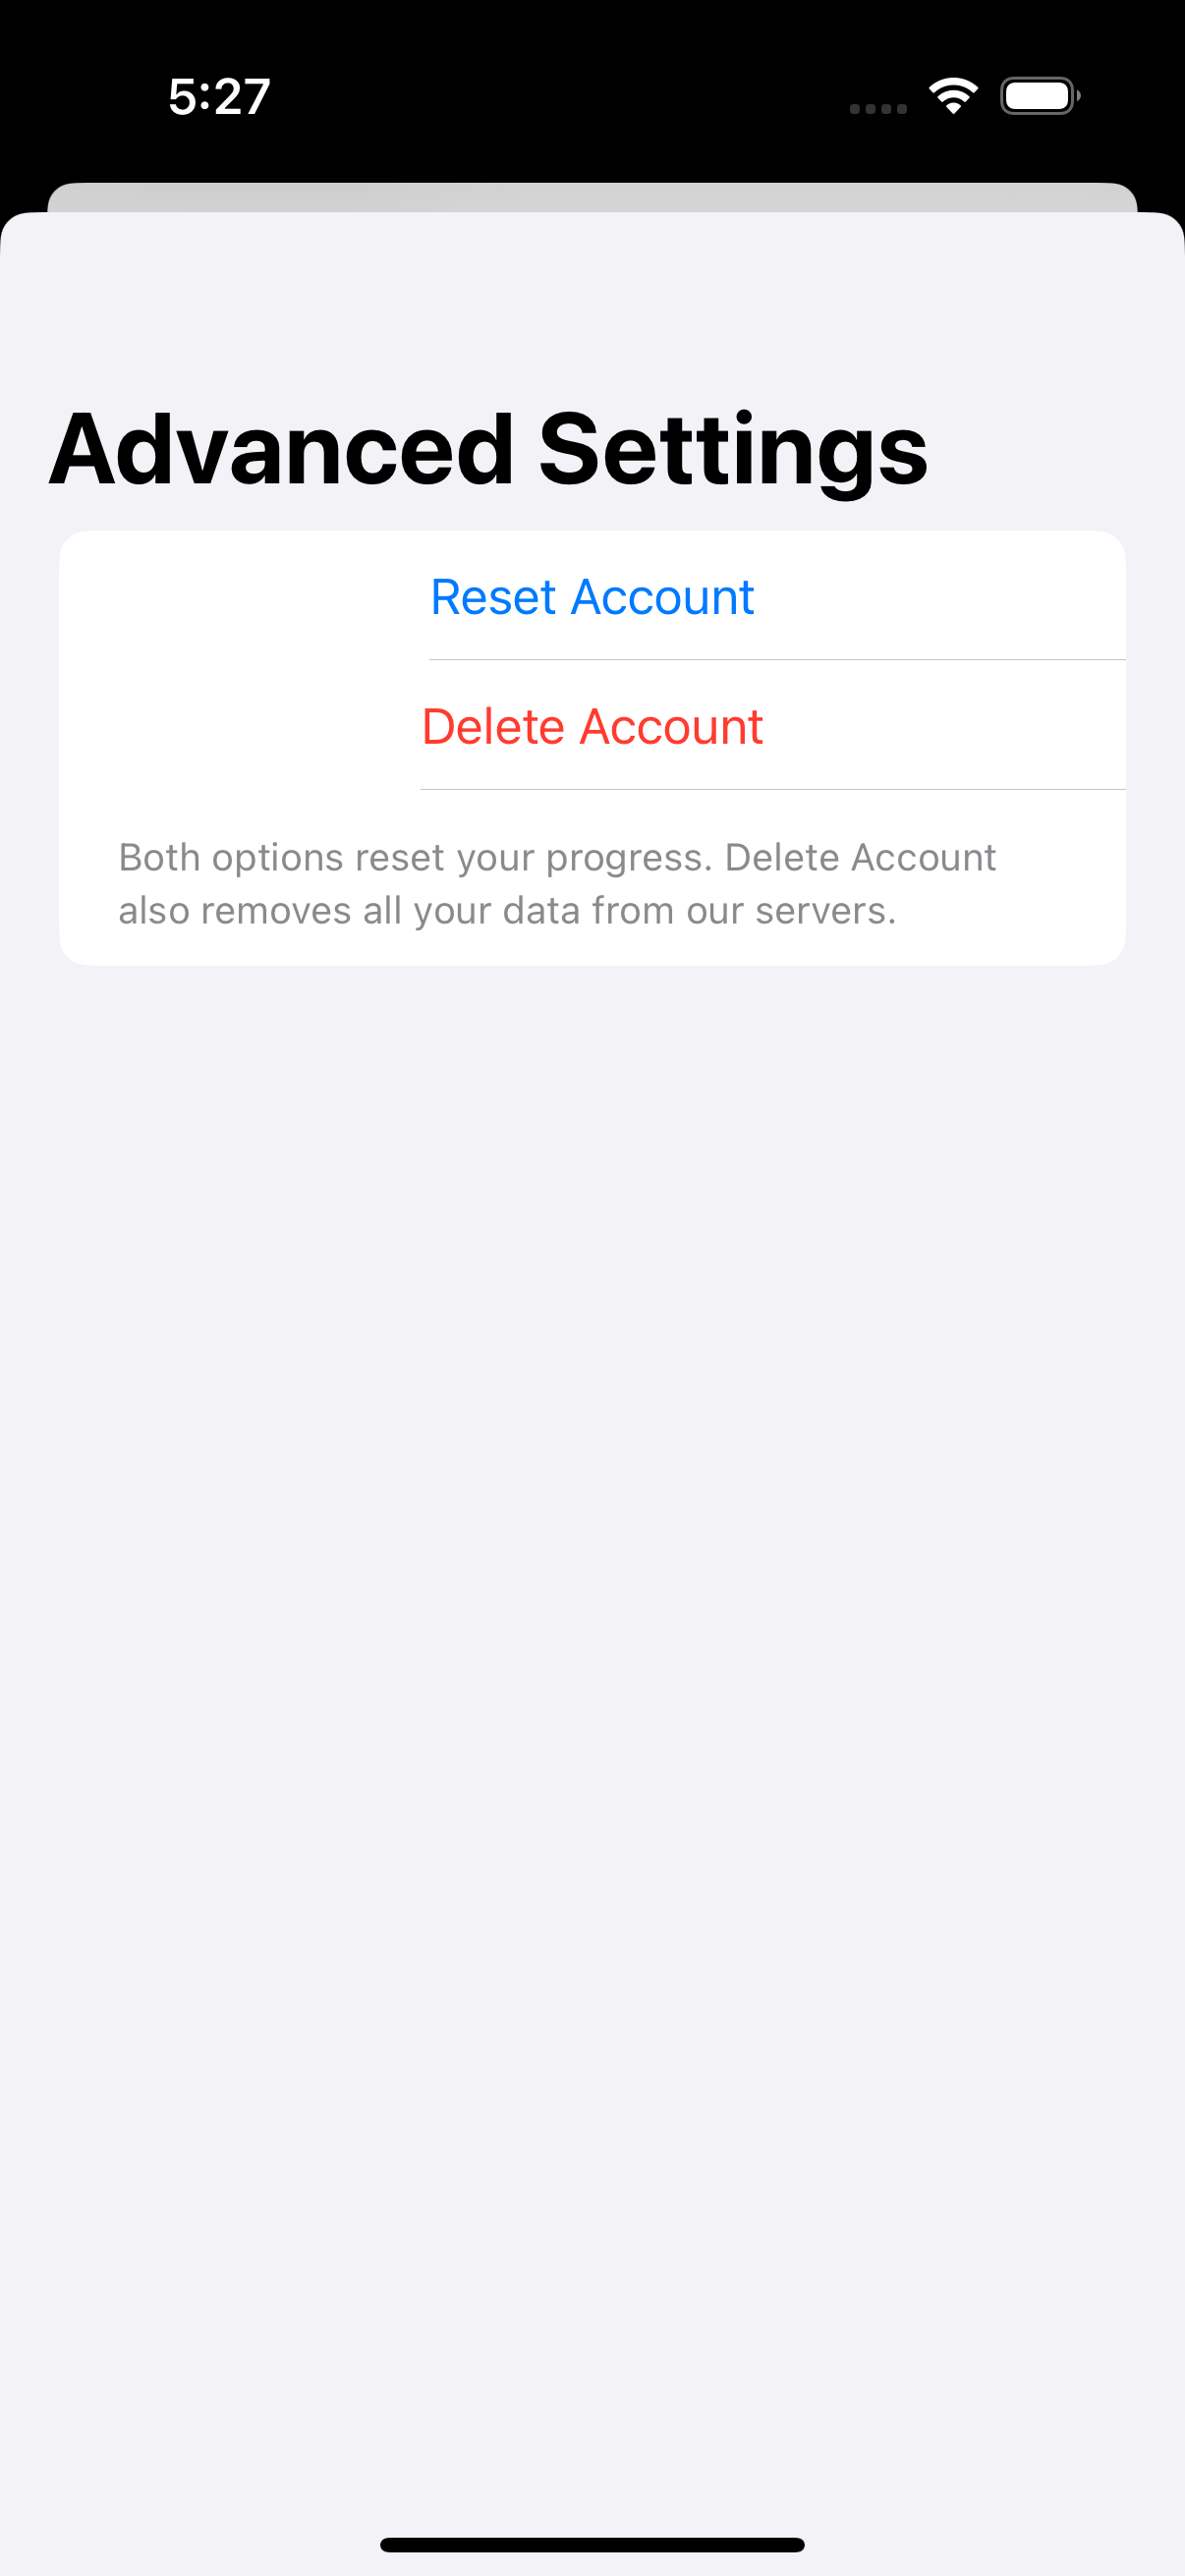 5:27
Advanced Settings
Reset Account
Delete Account
Both options reset your progress. Delete Account
also removes all your data from our servers.